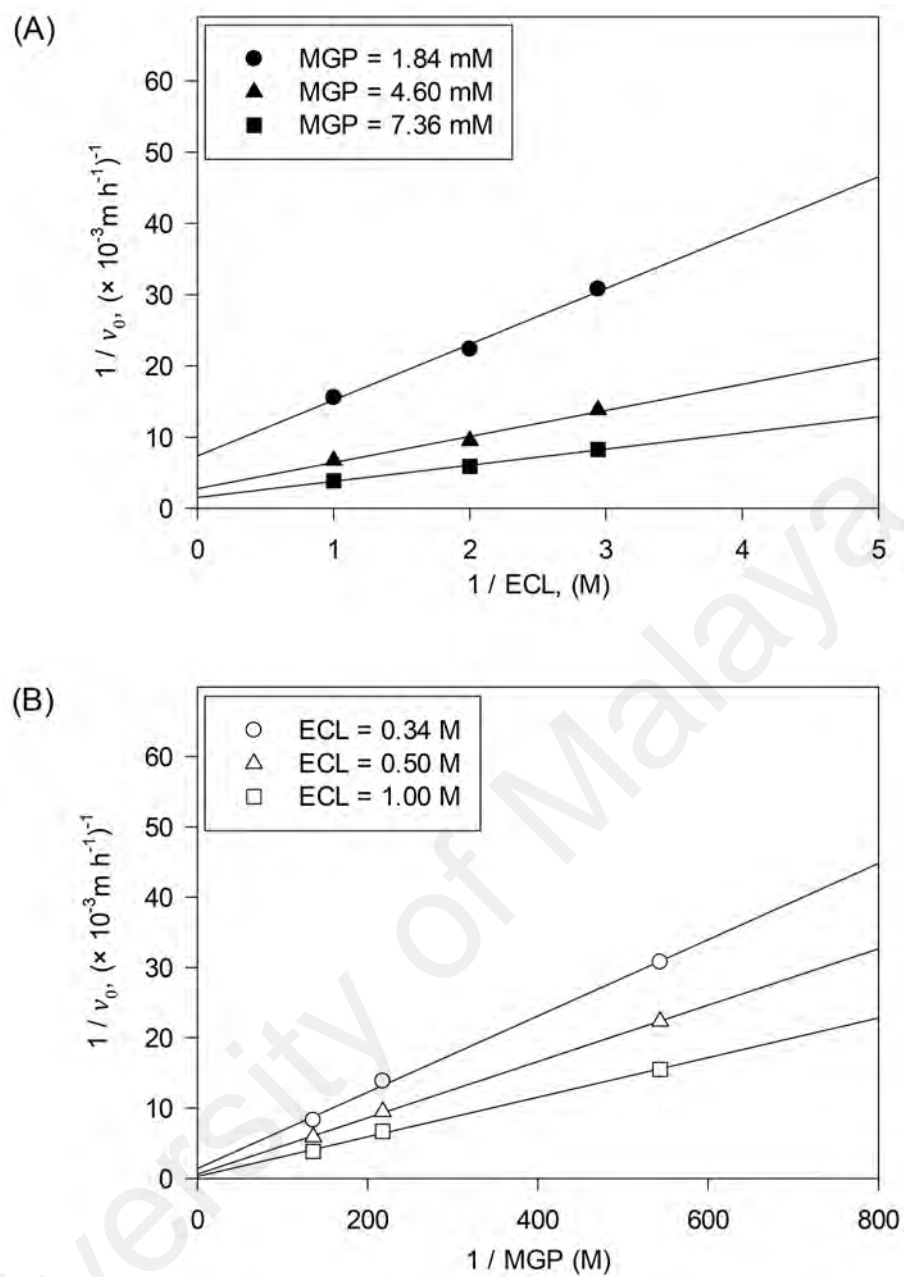 (A)
MGP = 1.84 mM
MGP = 4.60 mM
MGP = 7.36 mM
60
50
40
30
20
10
0
1 / ν₀, (× 10⁻³m h⁻¹)⁻¹
0 1 2 3 4 5
1 / ECL, (M)
(B)
ECL = 0.34 M
ECL = 0.50 M
ECL = 1.00 M
60
50
40
30
20
10
0
1 / ν₀, (× 10⁻³m h⁻¹)⁻¹
0 200 400 600 800
1 / MGP (M)
versity of Malaya